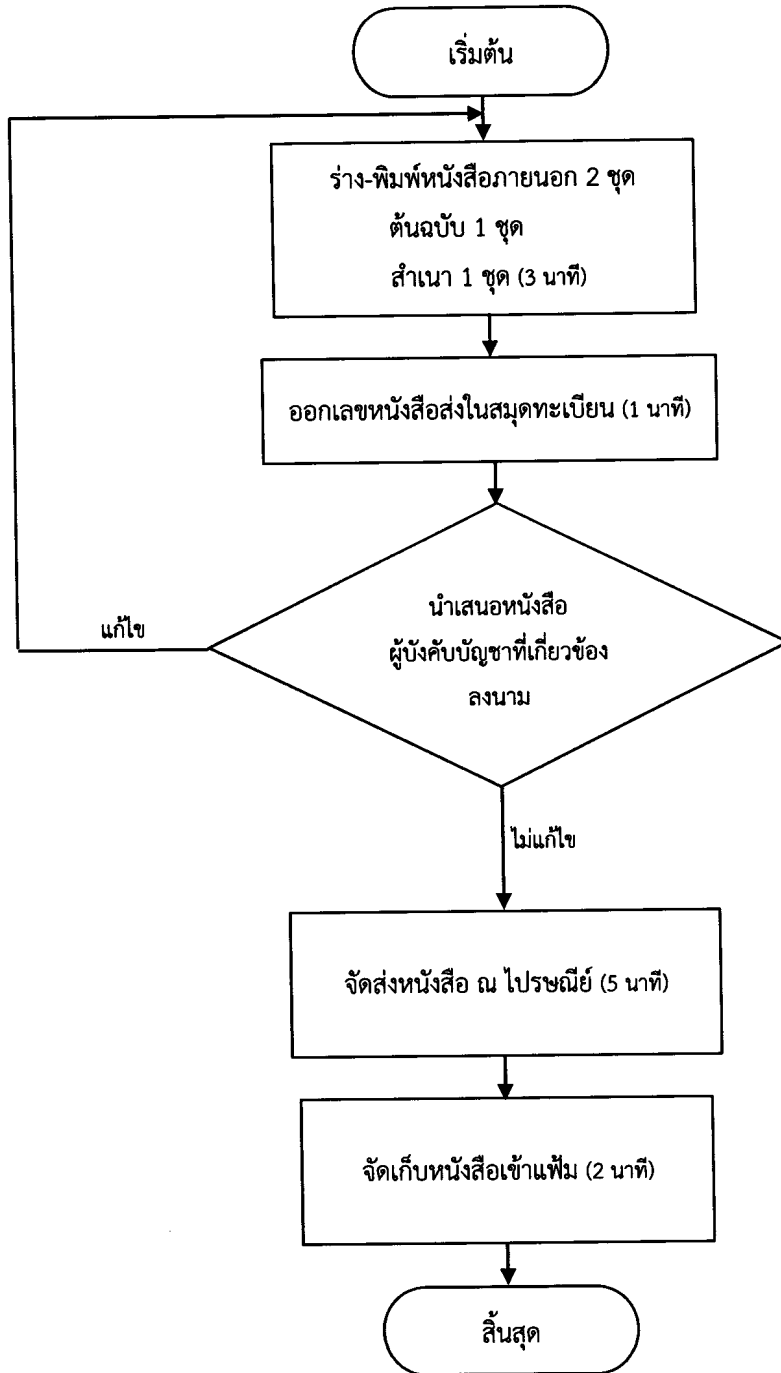 เริ่มต้น
ร่าง-พิมพ์หนังสือภายนอก 2 ชุด
ต้นฉบับ 1 ชุด
สำเนา 1 ชุด (3 นาที)
ออกเลขหนังสือส่งในสมุดทะเบียน (1 นาที)
นำเสนอหนังสือ
ผู้บังคับบัญชาที่เกี่ยวข้อง
ลงนาม
แก้ไข
ไม่แก้ไข
จัดส่งหนังสือ ณ ไปรษณีย์ (5 นาที)
จัดเก็บหนังสือเข้าแฟ้ม (2 นาที)
สิ้นสุด